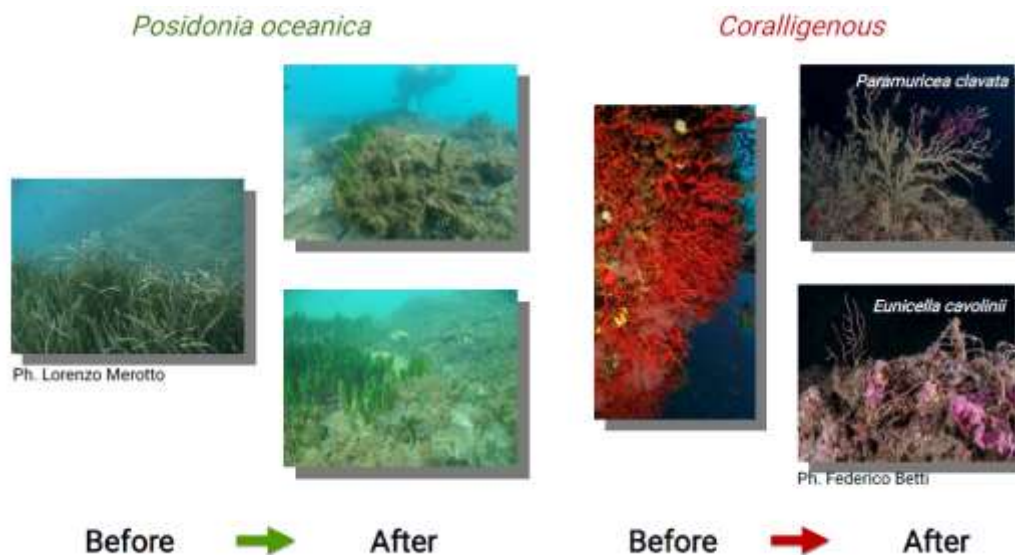 Posidonia oceanica
Coralligenous
Paramuricea clavata
Eunicella cavolinii
Ph. Lorenzo Merotto
Ph. Federico Betti
Before
After
Before
After